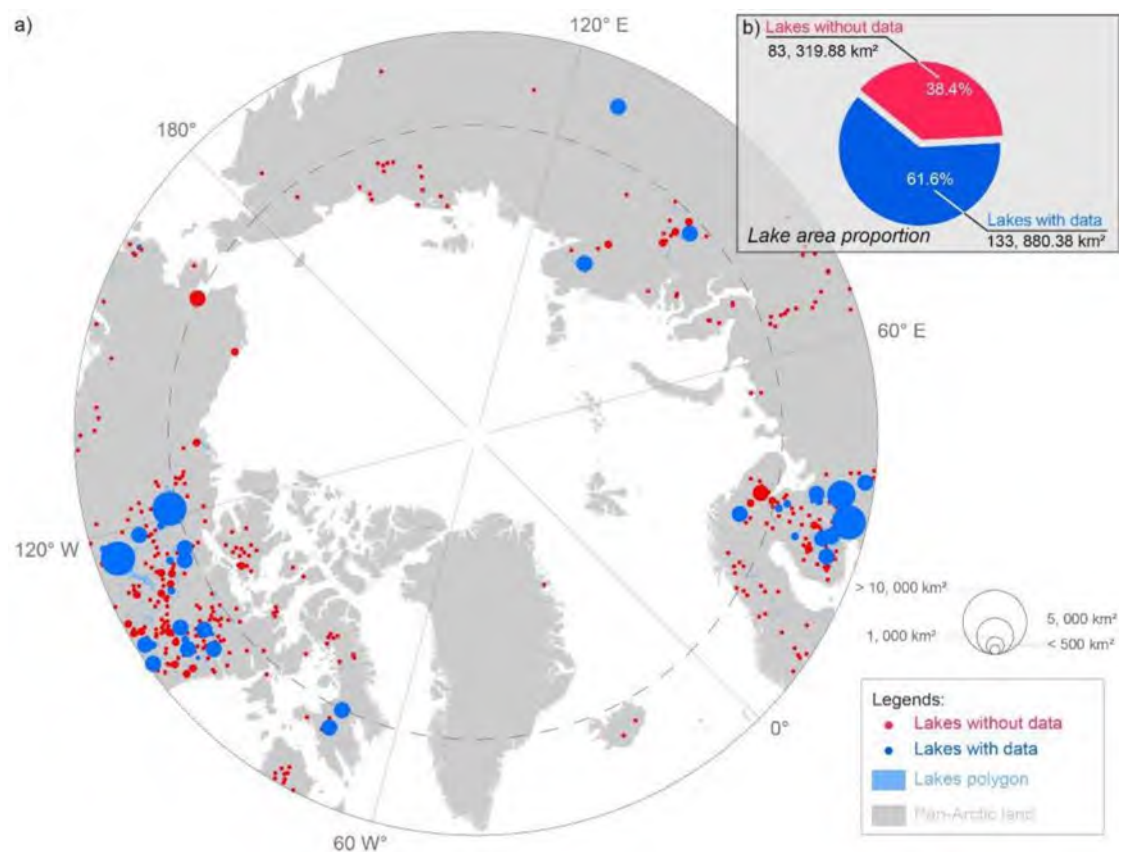 a)
120° E
b) Lakes without data
83, 319.88 km²
38.4%
61.6%
Lakes with data
133, 880.38 km²
Lake area proportion
180°
60° E
120° W
> 10, 000 km²
5, 000 km²
1, 000 km²
< 500 km²
0°
60 W°
Legends:
Lakes without data
Lakes with data
Lakes polygon
Pan-Arctic land